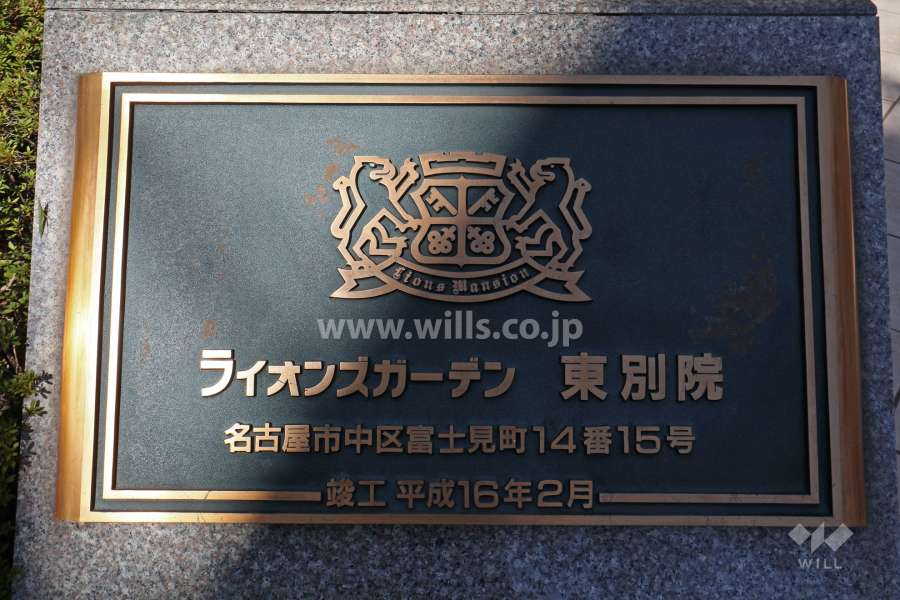 Lions Mansion
www.wills.co.jp
ライオンズガーデン 東別院
名古屋市中区富士見町14番15号
竣工 平成16年2月
WILL